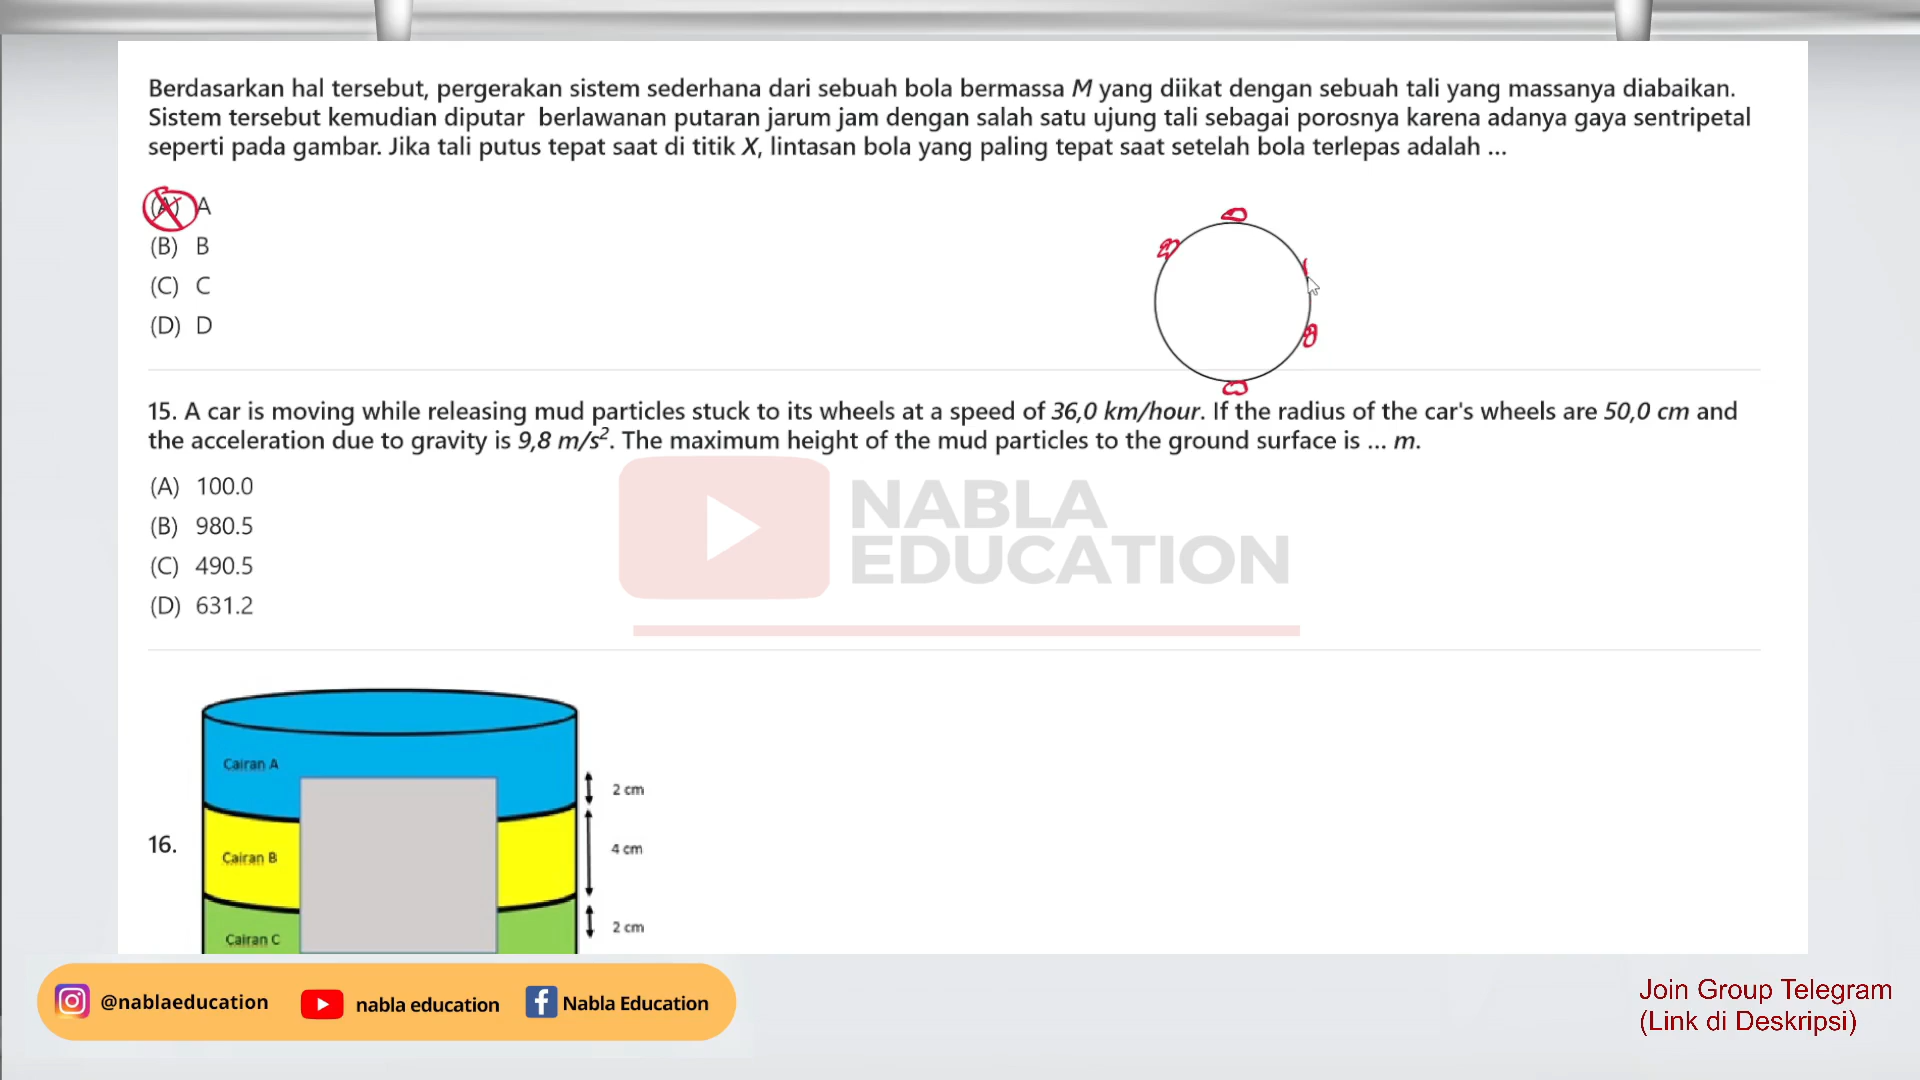 Berdasarkan hal tersebut, pergerakan sistem sederhana dari sebuah bola bermassa M yang diikat dengan sebuah tali yang massanya diabaikan.
Sistem tersebut kemudian diputar berlawanan putaran jarum jam dengan salah satu ujung tali sebagai porosnya karena adanya gaya sentripetal
seperti pada gambar. Jika tali putus tepat saat di titik X, lintasan bola yang paling tepat saat setelah bola terlepas adalah ...
(A) A
(B) B
(C) C
(D) D
15. A car is moving while releasing mud particles stuck to its wheels at a speed of 36,0 km/hour. If the radius of the car's wheels are 50,0 cm and
the acceleration due to gravity is 9,8 m/s². The maximum height of the mud particles to the ground surface is ... m.
(A) 100.0
(B) 980.5
(C) 490.5
(D) 631.2
NABLA
EDUCATION
16.
Cairan A
2 cm
Cairan B
4 cm
Cairan C
2 cm
@nablaeducation
nabla education
Nabla Education
Join Group Telegram
(Link di Deskripsi)